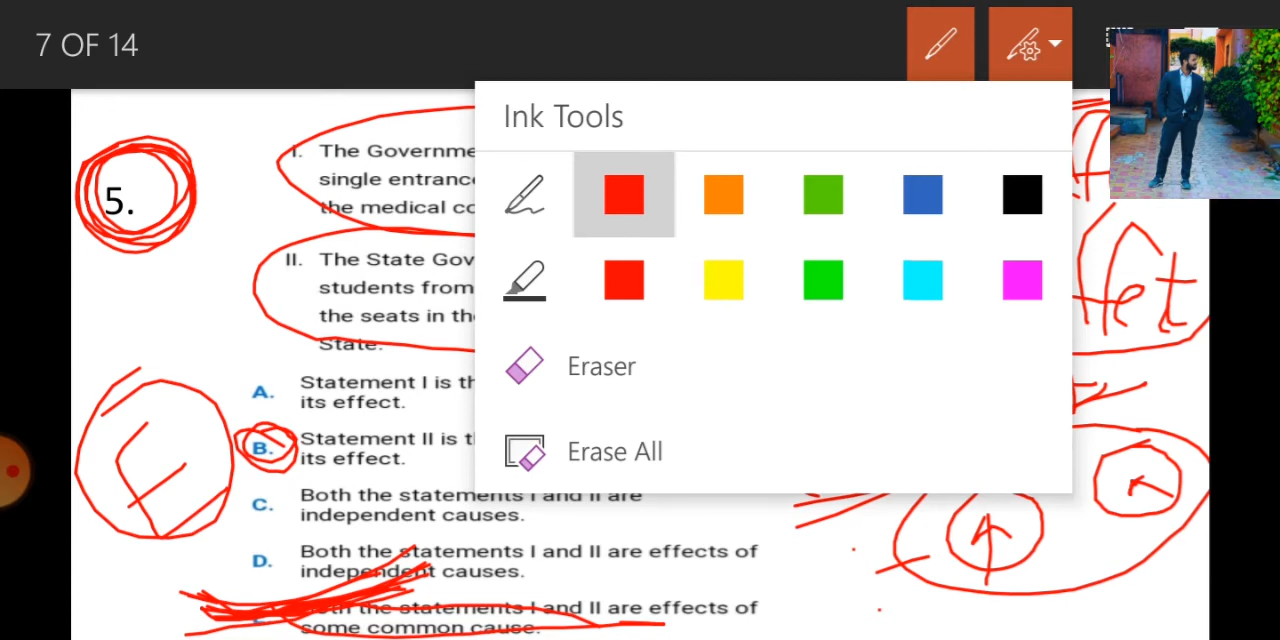 7 OF 14
Ink Tools
5.
I. The Governme
single entranc
the medical co
II. The State Gov
students from
the seats in th
State.
Eraser
Erase All
A. Statement I is th
its effect.
B. Statement II is t
its effect.
C. Both the statements I and II are
independent causes.
D. Both the statements I and II are effects of
independent causes.
Both the statements I and II are effects of
some common cause.
E